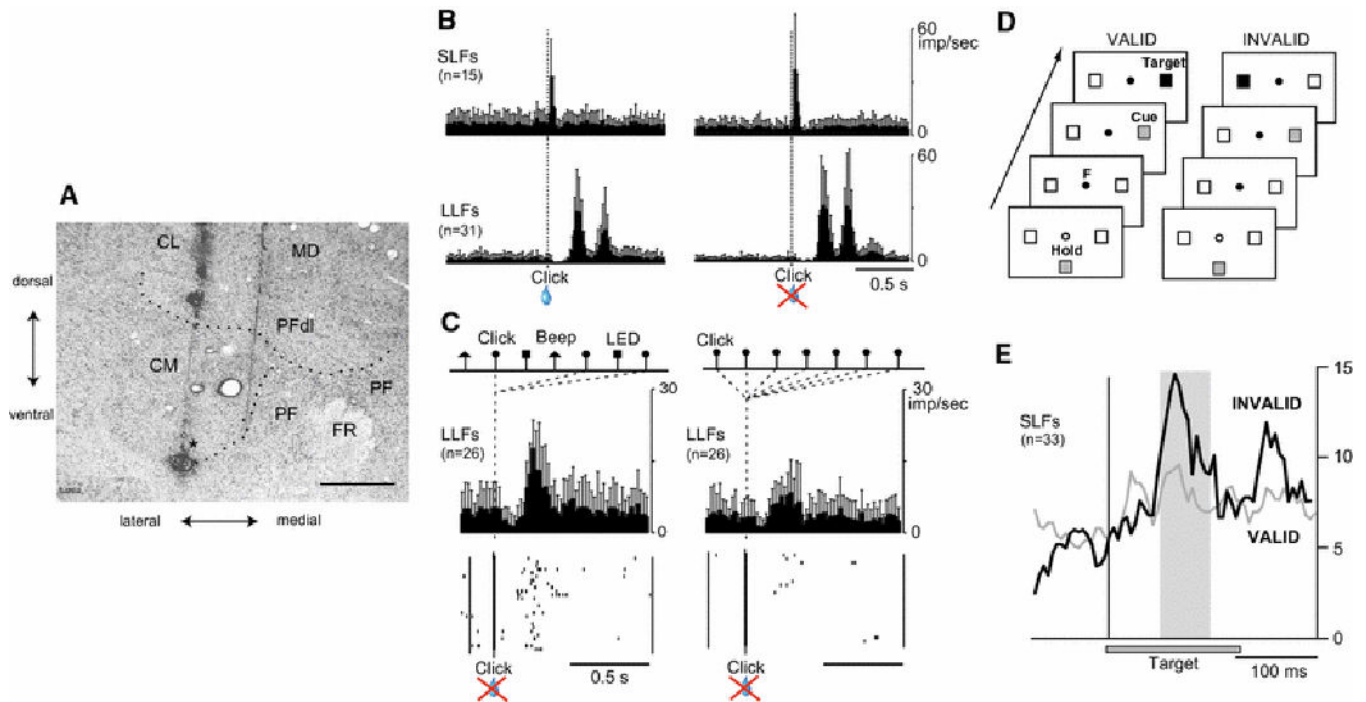 A
CL
MD
dorsal
PFdl
CM
ventral
PF
PF
FR
lateral
medial
B
SLFs
(n=15)
60
imp/sec
0
60
LLFs
(n=31)
0
Click
Click
0.5 s
C
Click
Beep
LED
Click
30
30
imp/sec
LLFs
(n=26)
LLFs
(n=26)
0
0
Click
0.5 s
Click
D
VALID
INVALID
Target
Cue
F
Hold
E
15
INVALID
SLFs
(n=33)
10
VALID
5
0
Target
100 ms